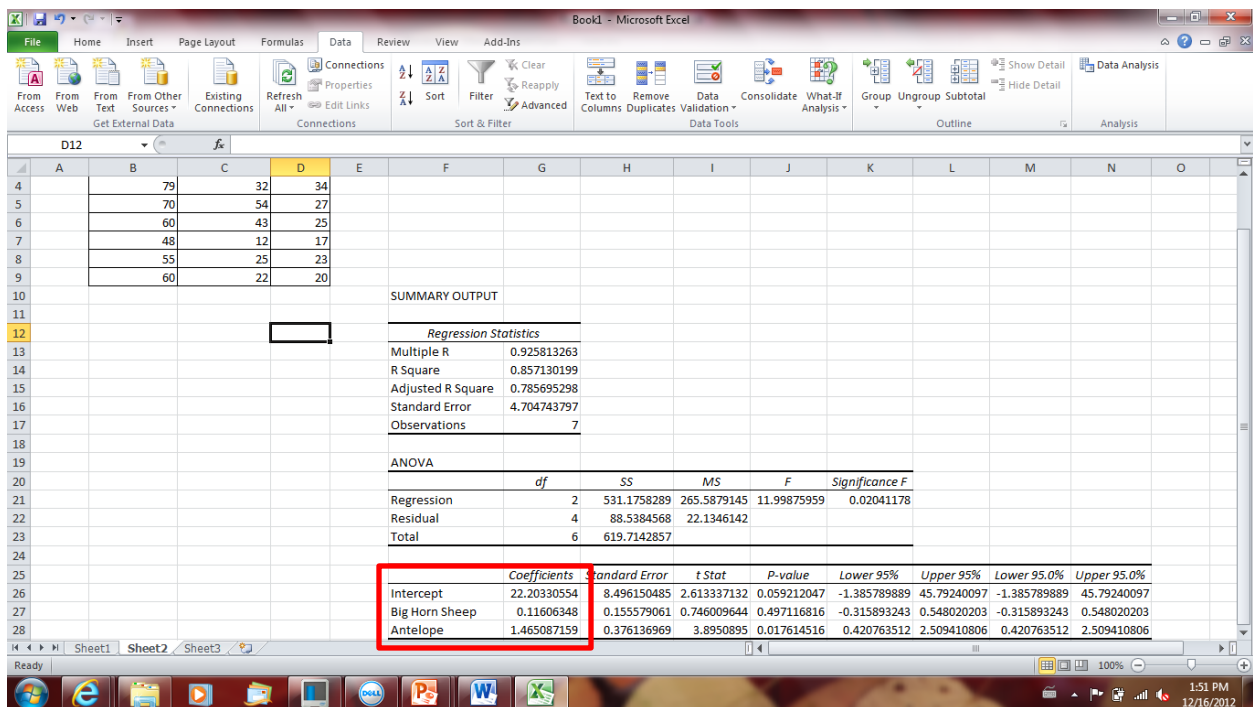 Book1 - Microsoft Excel
File Home Insert Page Layout Formulas Data Review View Add-Ins
From Access
From Web
From Text
From Other Sources
Existing Connections
Get External Data
Refresh All
Connections
Properties
Edit Links
Connections
Sort
Filter
Clear
Reapply
Advanced
Sort & Filter
Text to Columns
Remove Duplicates
Data Validation
Consolidate
What-If Analysis
Data Tools
Group
Ungroup
Subtotal
Show Detail
Hide Detail
Outline
Data Analysis
Analysis
D12 fx
A B C D E F G H I J K L M N O
4 79 32 34
5 70 54 27
6 60 43 25
7 48 12 17
8 55 25 23
9 60 22 20
10 SUMMARY OUTPUT
11
12 Regression Statistics
13 Multiple R 0.925813263
14 R Square 0.857130199
15 Adjusted R Square 0.785695298
16 Standard Error 4.704743797
17 Observations 7
18
19 ANOVA
20 df SS MS F Significance F
21 Regression 2 531.1758289 265.5879145 11.99875959 0.02041178
22 Residual 4 88.5384568 22.1346142
23 Total 6 619.7142857
24
25 Coefficients Standard Error t Stat P-value Lower 95% Upper 95% Lower 95.0% Upper 95.0%
26 Intercept 22.20330554 8.496150485 2.613337132 0.059212047 -1.385789889 45.79240097 -1.385789889 45.79240097
27 Big Horn Sheep 0.11606348 0.155579061 0.746009644 0.497116816 -0.315893243 0.548020203 -0.315893243 0.548020203
28 Antelope 1.465087159 0.376136969 3.8950895 0.017614516 0.420763512 2.509410806 0.420763512 2.509410806
Sheet1 Sheet2 Sheet3
Ready 100%
DELL
1:51 PM
12/16/2012